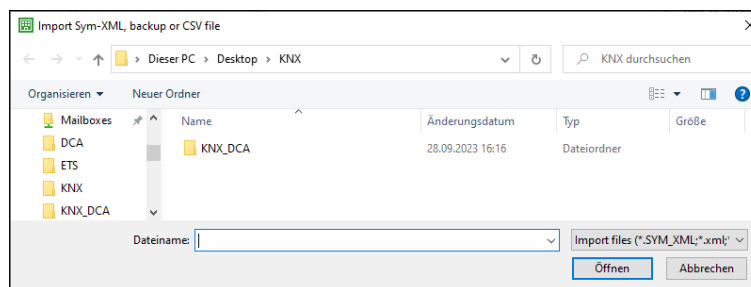 Import Sym-XML, backup or CSV file
Dieser PC > Desktop > KNX
KNX durchsuchen
Organisieren
Neuer Ordner
Mailboxes
DCA
ETS
KNX
KNX_DCA
Name Änderungsdatum Typ Größe
KNX_DCA 28.09.2023 16:16 Dateiordner
Dateiname:
Import files (*.SYM_XML;*.xml;
Öffnen
Abbrechen